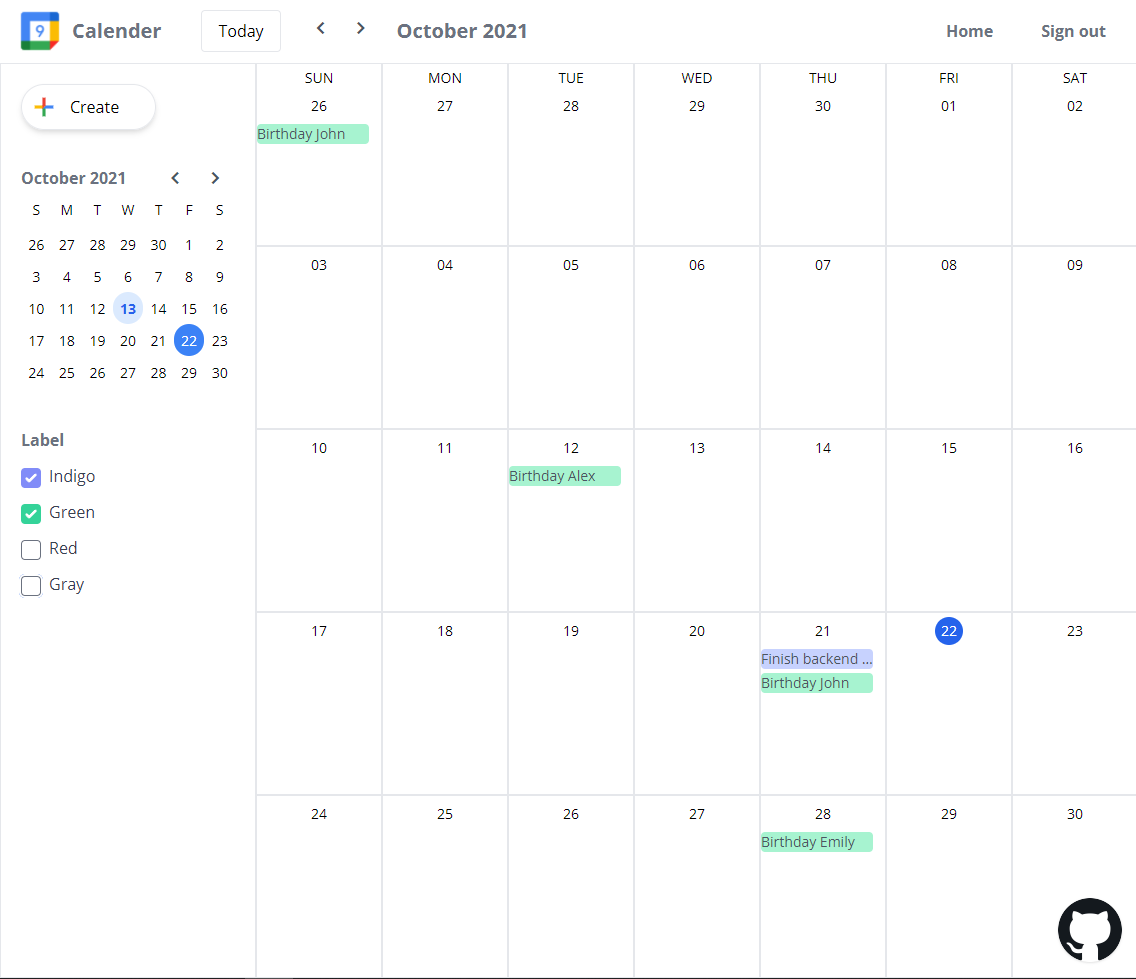 9 Calender Today October 2021 Home Sign out
Create
October 2021
S M T W T F S
26 27 28 29 30 1 2
3 4 5 6 7 8 9
10 11 12 13 14 15 16
17 18 19 20 21 22 23
24 25 26 27 28 29 30
Label
Indigo
Green
Red
Gray
SUN MON TUE WED THU FRI SAT
26 27 28 29 30 01 02
Birthday John
03 04 05 06 07 08 09
10 11 12 13 14 15 16
Birthday Alex
17 18 19 20 21 22 23
Finish backend ...
Birthday John
24 25 26 27 28 29 30
Birthday Emily